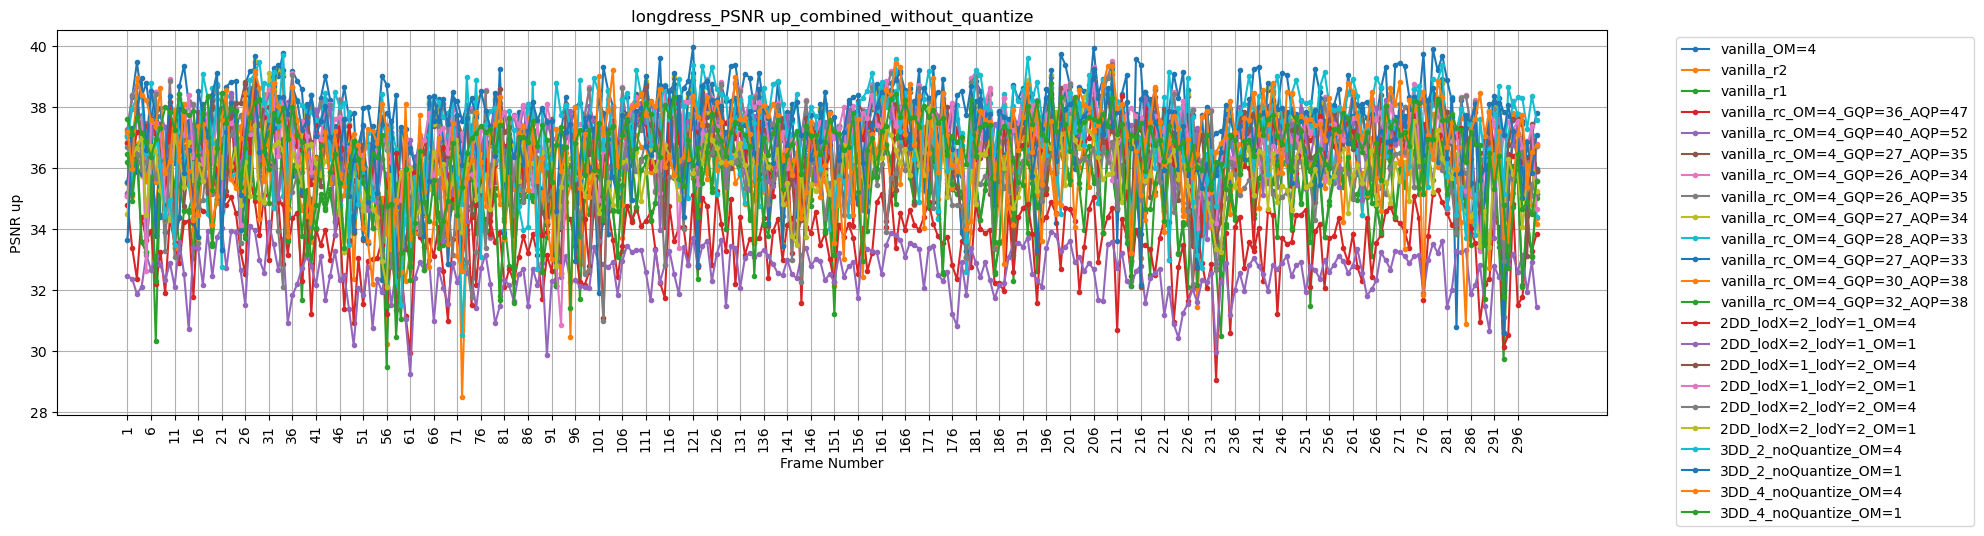 longdress_PSNR up_combined_without_quantize
PSNR up
40
38
36
34
32
30
28
1 6 11 16 21 26 31 36 41 46 51 56 61 66 71 76 81 86 91 96 101 106 111 116 121 126 131 136 141 146 151 156 161 166 171 176 181 186 191 196 201 206 211 216 221 226 231 236 241 246 251 256 261 266 271 276 281 286 291 296
Frame Number
vanilla_OM=4
vanilla_r2
vanilla_r1
vanilla_rc_OM=4_GQP=36_AQP=47
vanilla_rc_OM=4_GQP=40_AQP=52
vanilla_rc_OM=4_GQP=27_AQP=35
vanilla_rc_OM=4_GQP=26_AQP=34
vanilla_rc_OM=4_GQP=26_AQP=35
vanilla_rc_OM=4_GQP=27_AQP=34
vanilla_rc_OM=4_GQP=28_AQP=33
vanilla_rc_OM=4_GQP=27_AQP=33
vanilla_rc_OM=4_GQP=30_AQP=38
vanilla_rc_OM=4_GQP=32_AQP=38
2DD_lodX=2_lodY=1_OM=4
2DD_lodX=2_lodY=1_OM=1
2DD_lodX=1_lodY=2_OM=4
2DD_lodX=1_lodY=2_OM=1
2DD_lodX=2_lodY=2_OM=4
2DD_lodX=2_lodY=2_OM=1
3DD_2_noQuantize_OM=4
3DD_2_noQuantize_OM=1
3DD_4_noQuantize_OM=4
3DD_4_noQuantize_OM=1